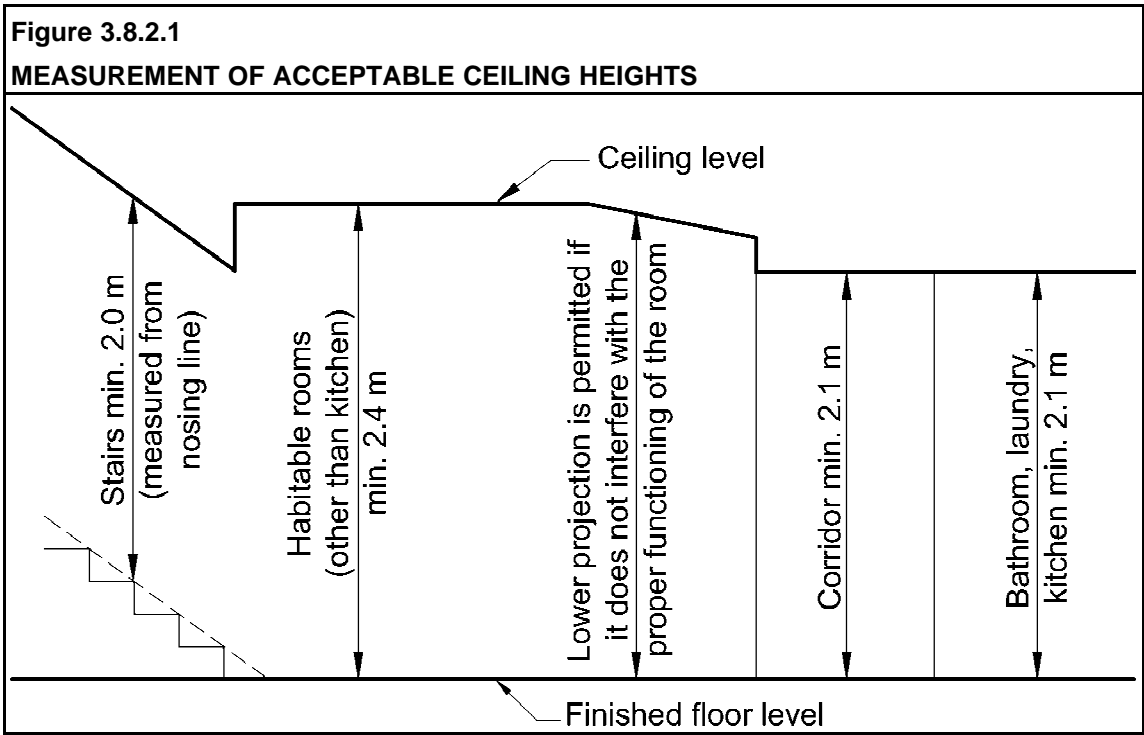 Figure 3.8.2.1
MEASUREMENT OF ACCEPTABLE CEILING HEIGHTS
Ceiling level
Stairs min. 2.0 m
(measured from
nosing line)
Habitable rooms
(other than kitchen)
min. 2.4 m
Lower projection is permitted if
it does not interfere with the
proper functioning of the room
Corridor min. 2.1 m
Bathroom, laundry,
kitchen min. 2.1 m
Finished floor level